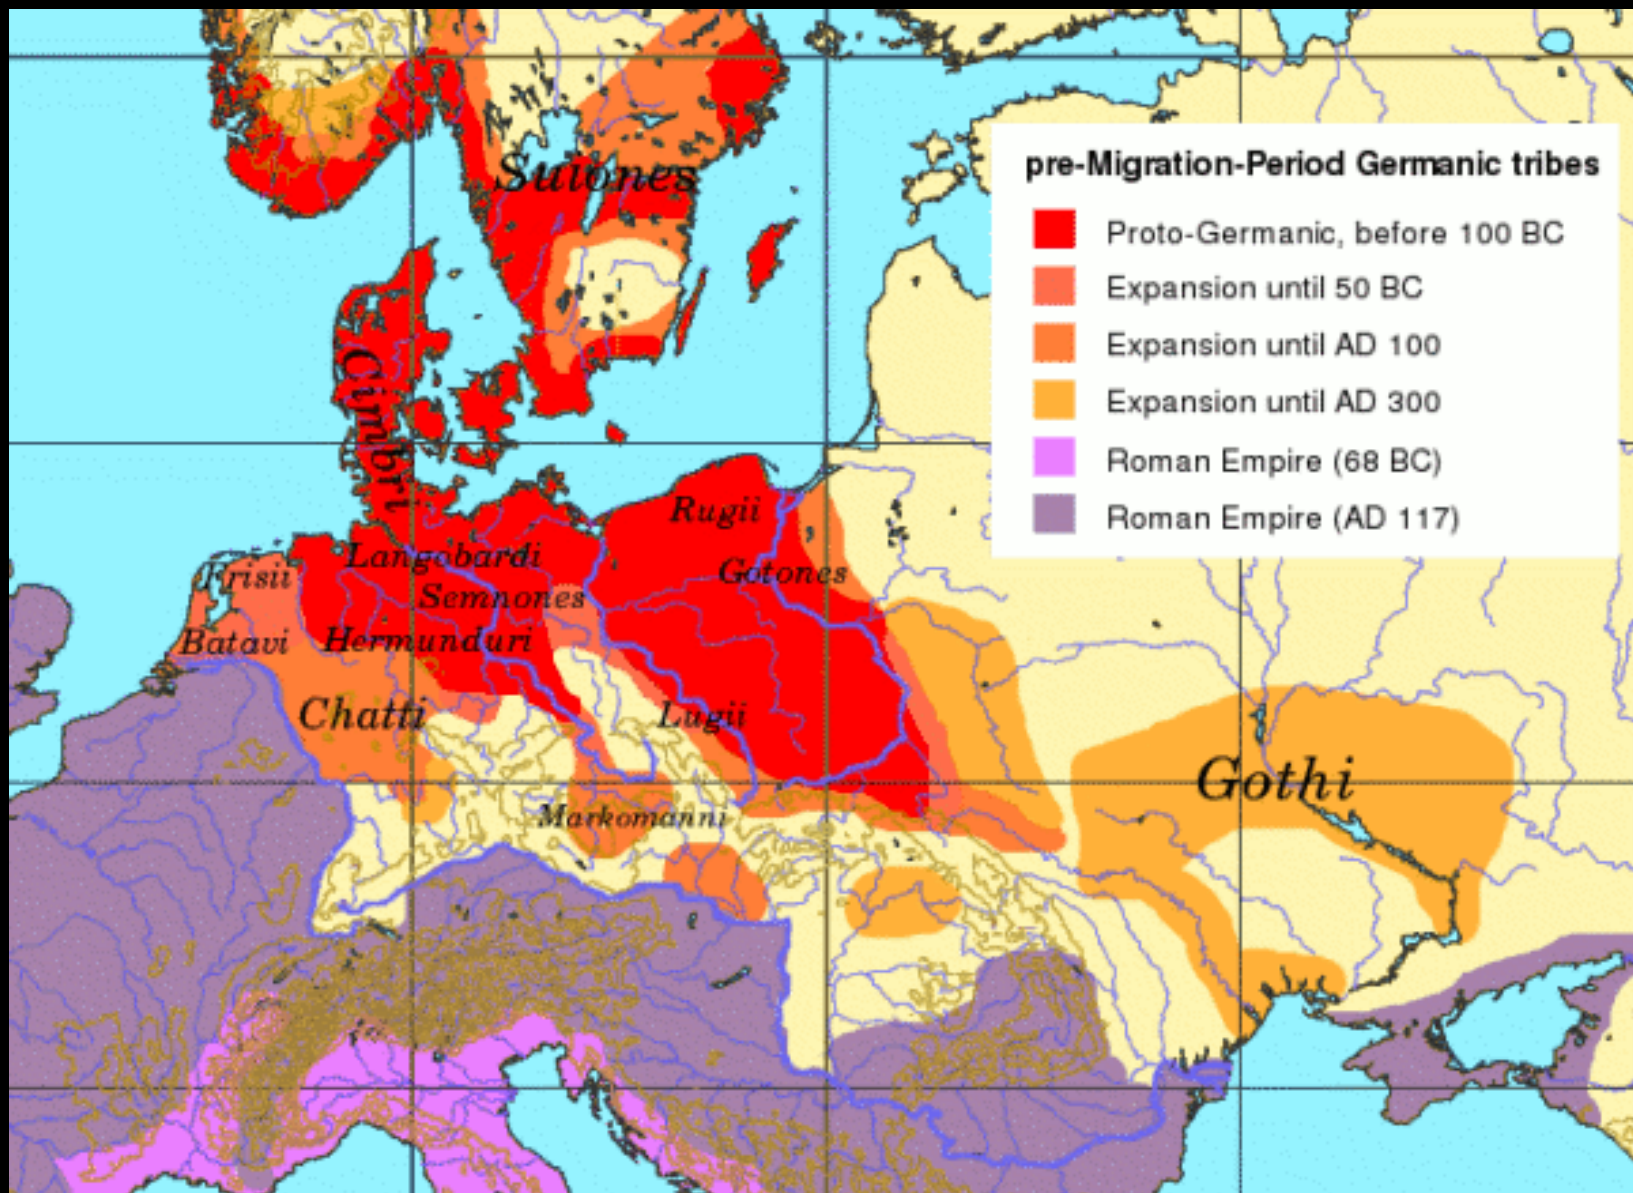 Suiones
pre-Migration-Period Germanic tribes
Proto-Germanic, before 100 BC
Expansion until 50 BC
Expansion until AD 100
Expansion until AD 300
Roman Empire (68 BC)
Roman Empire (AD 117)
Cimbri
Rugii
Langobardi
Frisii
Gotones
Semnones
Batavi
Hermunduri
Chatti
Lugii
Gothi
Markomanni